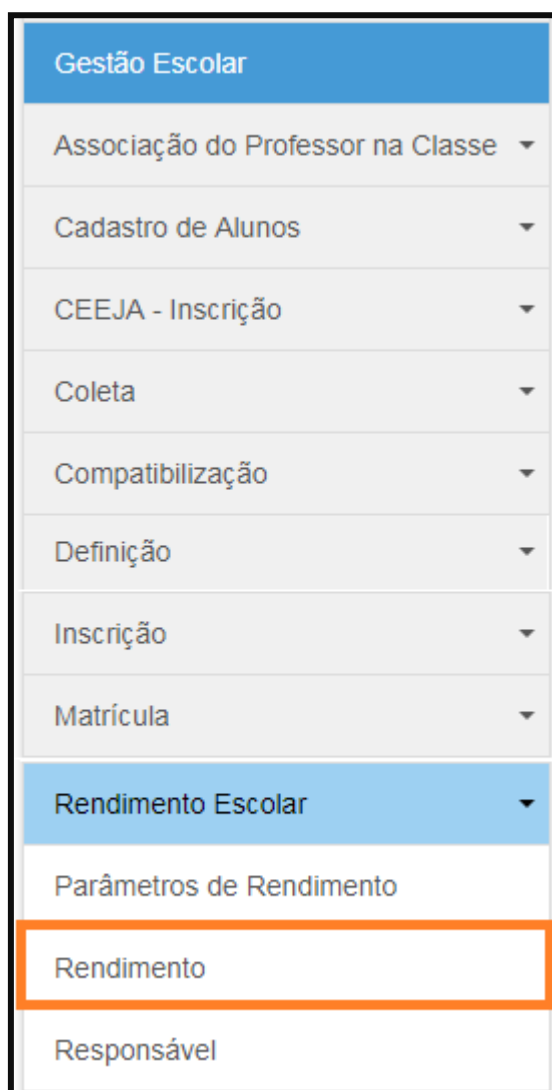 Gestão Escolar
Associação do Professor na Classe
Cadastro de Alunos
CEEJA - Inscrição
Coleta
Compatibilização
Definição
Inscrição
Matrícula
Rendimento Escolar
Parâmetros de Rendimento
Rendimento
Responsável